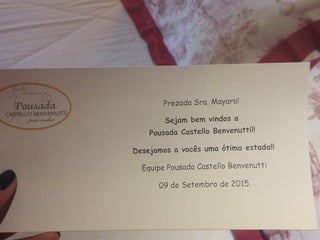 Pousada
CASTELLO BENVENUTTI
Prezada Sra. Mayara!
Sejam bem vindos a
Pousada Castello Benvenutti!!
Desejamos a vocês uma ótima estada!!
Equipe Pousada Castello Benvenutti
09 de Setembro de 2015.